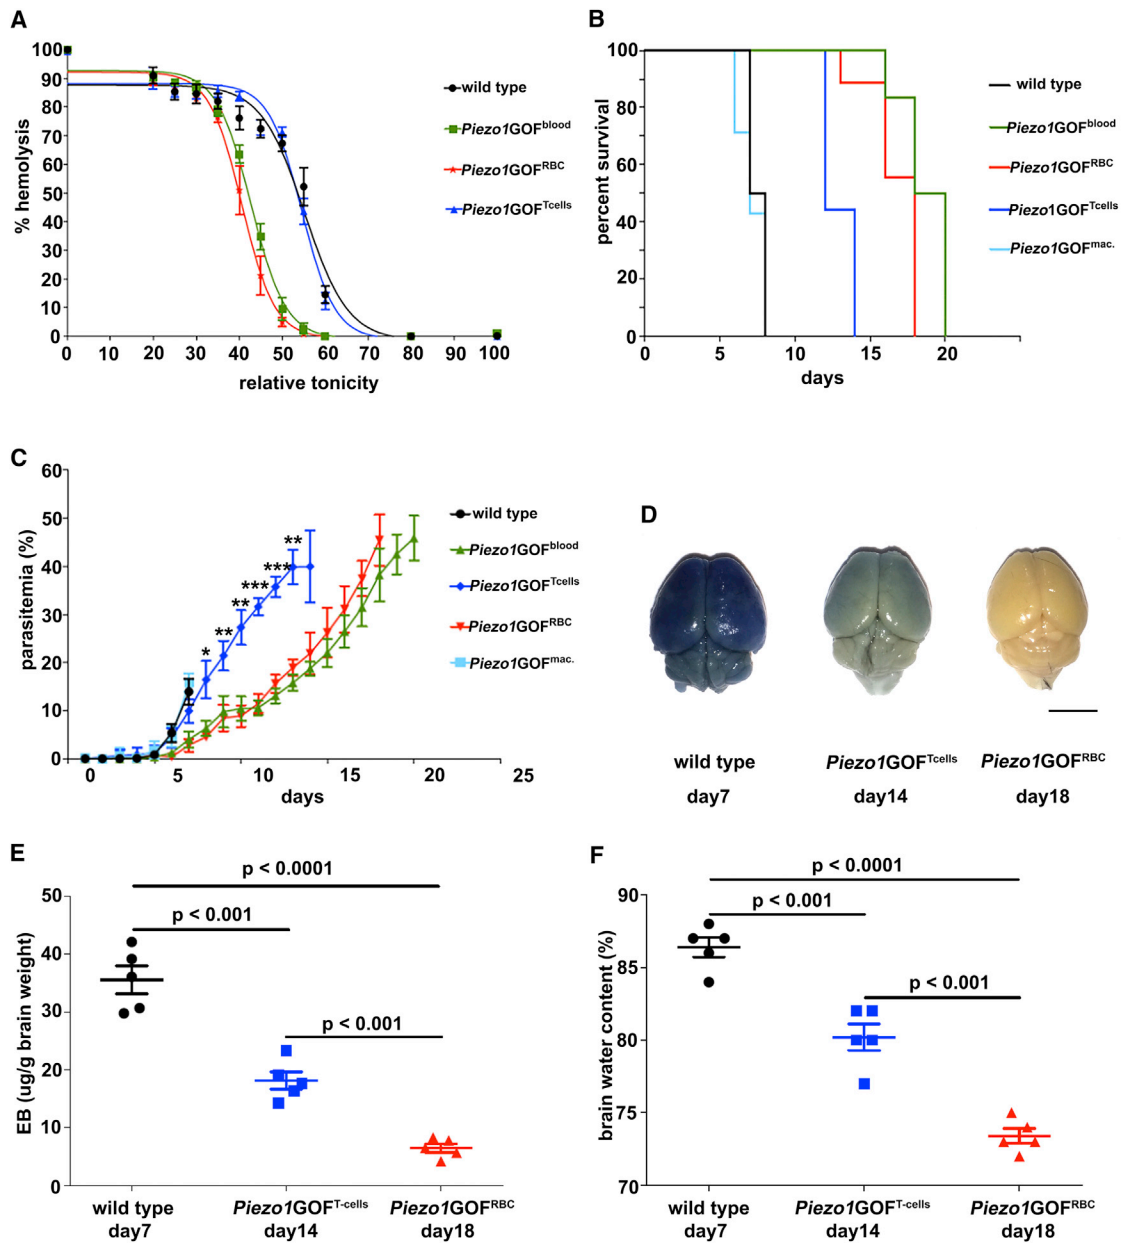 A
100
90
80
70
60
50
40
30
20
10
0
% hemolysis
0 10 20 30 40 50 60 70 80 90 100
relative tonicity
wild type
Piezo1GOFblood
Piezo1GOFRBC
Piezo1GOFTcells
B
100
80
60
40
20
0
percent survival
0 5 10 15 20
days
wild type
Piezo1GOFblood
Piezo1GOFRBC
Piezo1GOFTcells
Piezo1GOFmac.
C
60
50
40
30
20
10
0
parasitemia (%)
* ** ** *** *** **
0 5 10 15 20 25
days
wild type
Piezo1GOFblood
Piezo1GOFTcells
Piezo1GOFRBC
Piezo1GOFmac.
D
wild type Piezo1GOFTcells Piezo1GOFRBC
day7 day14 day18
E
p < 0.0001
p < 0.001
p < 0.001
50
40
30
20
10
0
EB (ug/g brain weight)
wild type Piezo1GOFT-cells Piezo1GOFRBC
day7 day14 day18
F
p < 0.0001
p < 0.001
p < 0.001
90
85
80
75
70
brain water content (%)
wild type Piezo1GOFT-cells Piezo1GOFRBC
day7 day14 day18